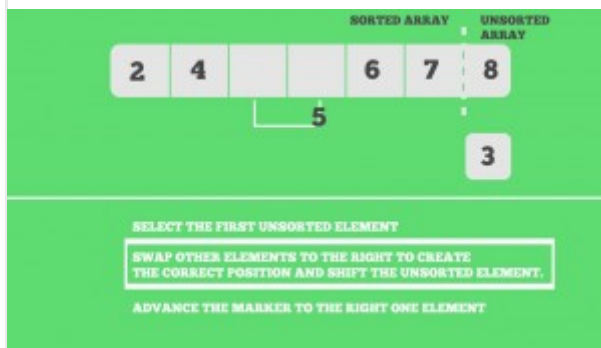 SORTED ARRAY
UNSORTED
ARRAY
2 4 6 7 8
5
3
SELECT THE FIRST UNSORTED ELEMENT
SWAP OTHER ELEMENTS TO THE RIGHT TO CREATE
THE CORRECT POSITION AND SHIFT THE UNSORTED ELEMENT.
ADVANCE THE MARKER TO THE RIGHT ONE ELEMENT